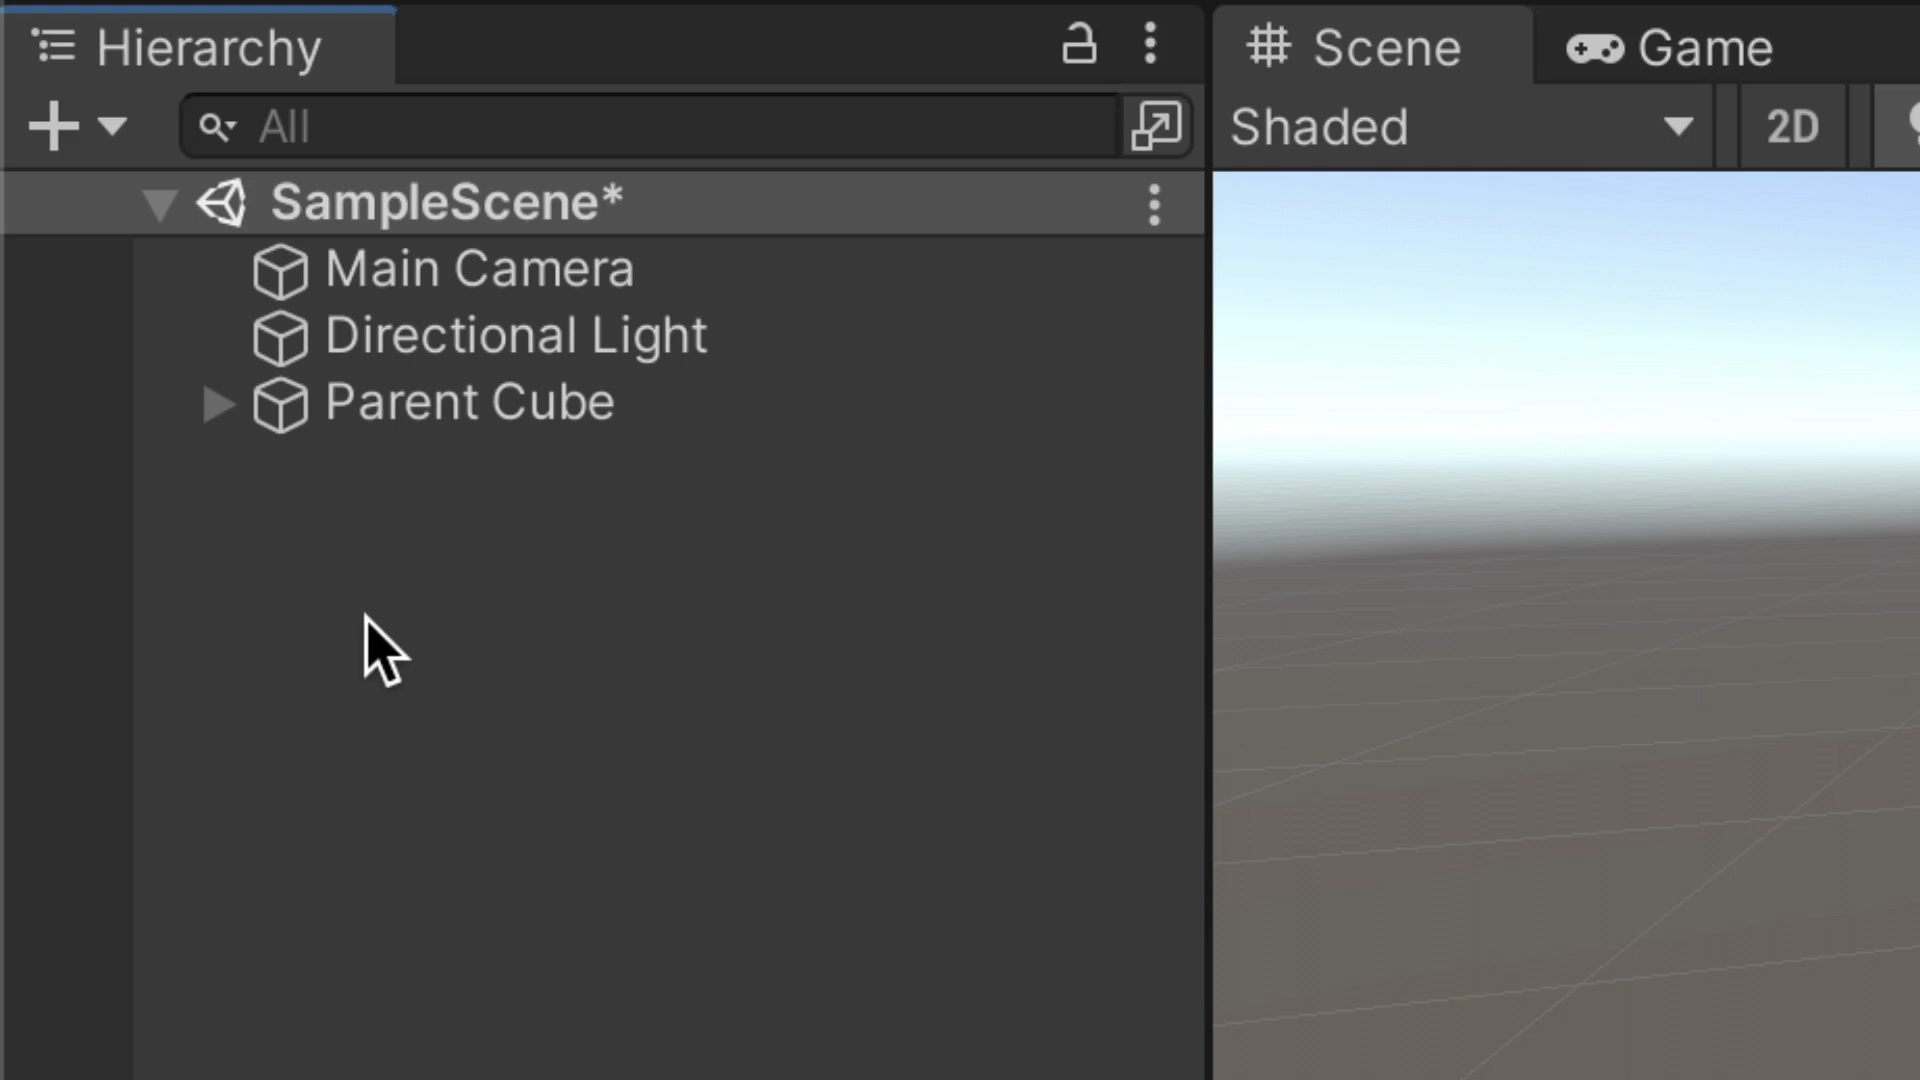 Hierarchy
Scene
Game
All
Shaded
2D
SampleScene*
Main Camera
Directional Light
Parent Cube